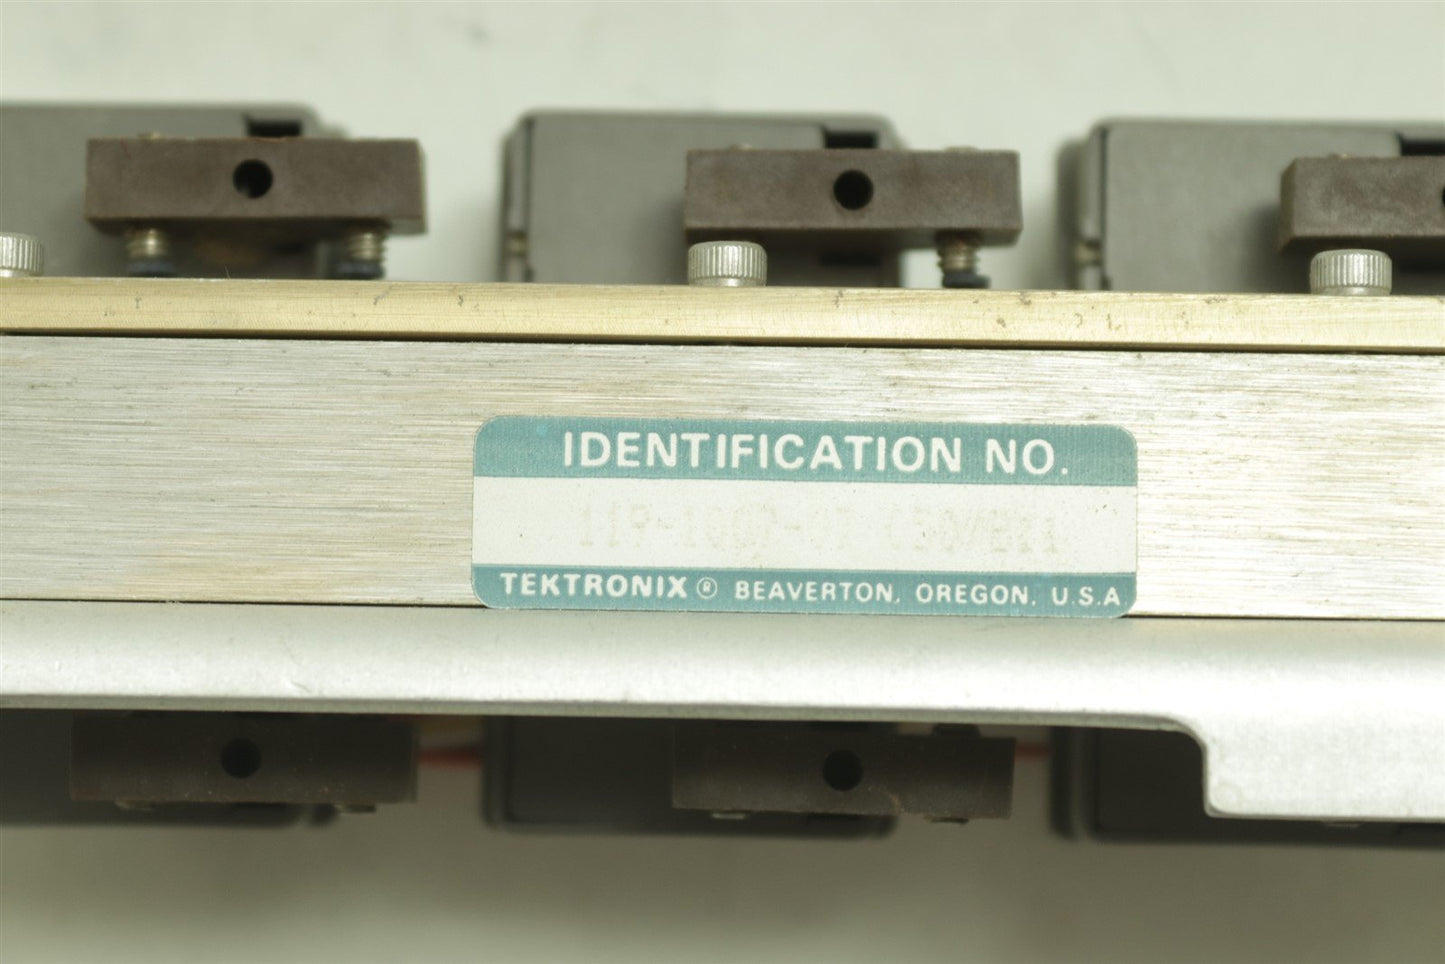 IDENTIFICATION NO.
TEKTRONIX® BEAVERTON, OREGON, U.S.A